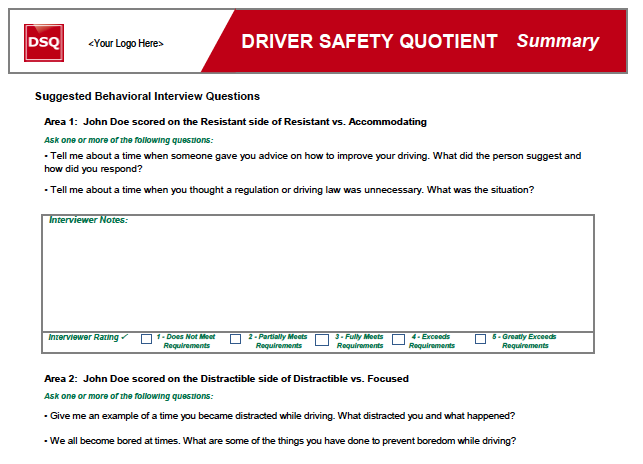 DSQ
<Your Logo Here>
DRIVER SAFETY QUOTIENT Summary
Suggested Behavioral Interview Questions
Area 1: John Doe scored on the Resistant side of Resistant vs. Accommodating
Ask one or more of the following questions:
• Tell me about a time when someone gave you advice on how to improve your driving. What did the person suggest and
how did you respond?
• Tell me about a time when you thought a regulation or driving law was unnecessary. What was the situation?
Interviewer Notes:
Interviewer Rating ✓
1 - Does Not Meet
Requirements
2 - Partially Meets
Requirements
3 - Fully Meets
Requirements
4 - Exceeds
Requirements
5 - Greatly Exceeds
Requirements
Area 2: John Doe scored on the Distractible side of Distractible vs. Focused
Ask one or more of the following questions:
• Give me an example of a time you became distracted while driving. What distracted you and what happened?
• We all become bored at times. What are some of the things you have done to prevent boredom while driving?